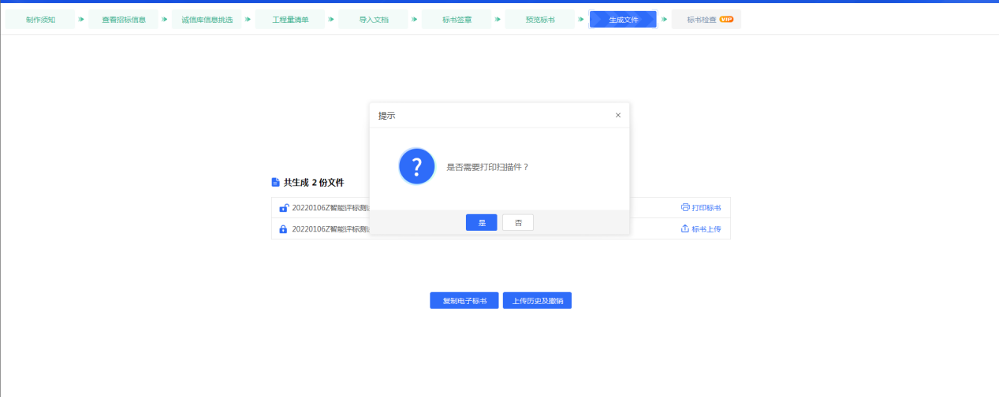 制作须知 查看招标信息 诚信库信息挑选 工程量清单 导入文档 标书签章 预览标书 生成文件 标书检查 VIP
提示 ×
?
是否需要打印扫描件？
共生成 2 份文件
20220106Z智能评标测 打印标书
是 否
20220106Z智能评标测 标书上传
复制电子标书 上传历史及撤销